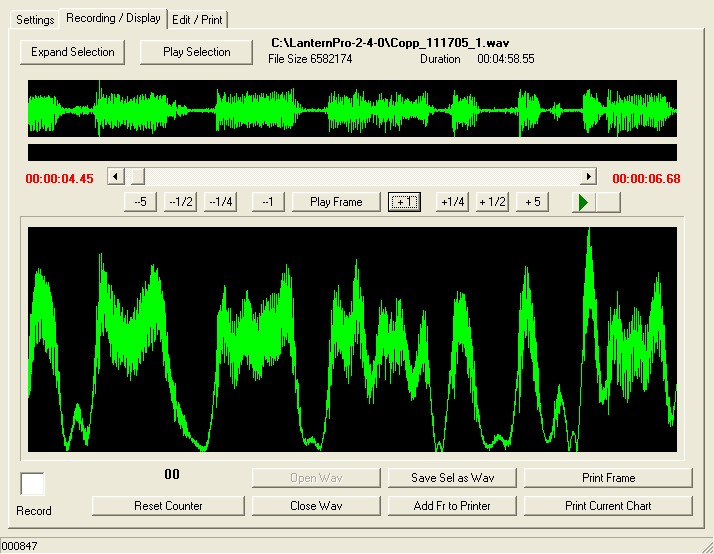 Settings Recording / Display Edit / Print
Expand Selection Play Selection C:\LanternPro-2-4-0\Copp_111705_1.wav
File Size 6582174 Duration 00:04:58.55
00:00:04.45 00:00:06.68
--5 --1/2 --1/4 --1 Play Frame + 1 +1/4 + 1/2 + 5
00 Open Wav Save Sel as Wav Print Frame
Record Reset Counter Close Wav Add Fr to Printer Print Current Chart
000847